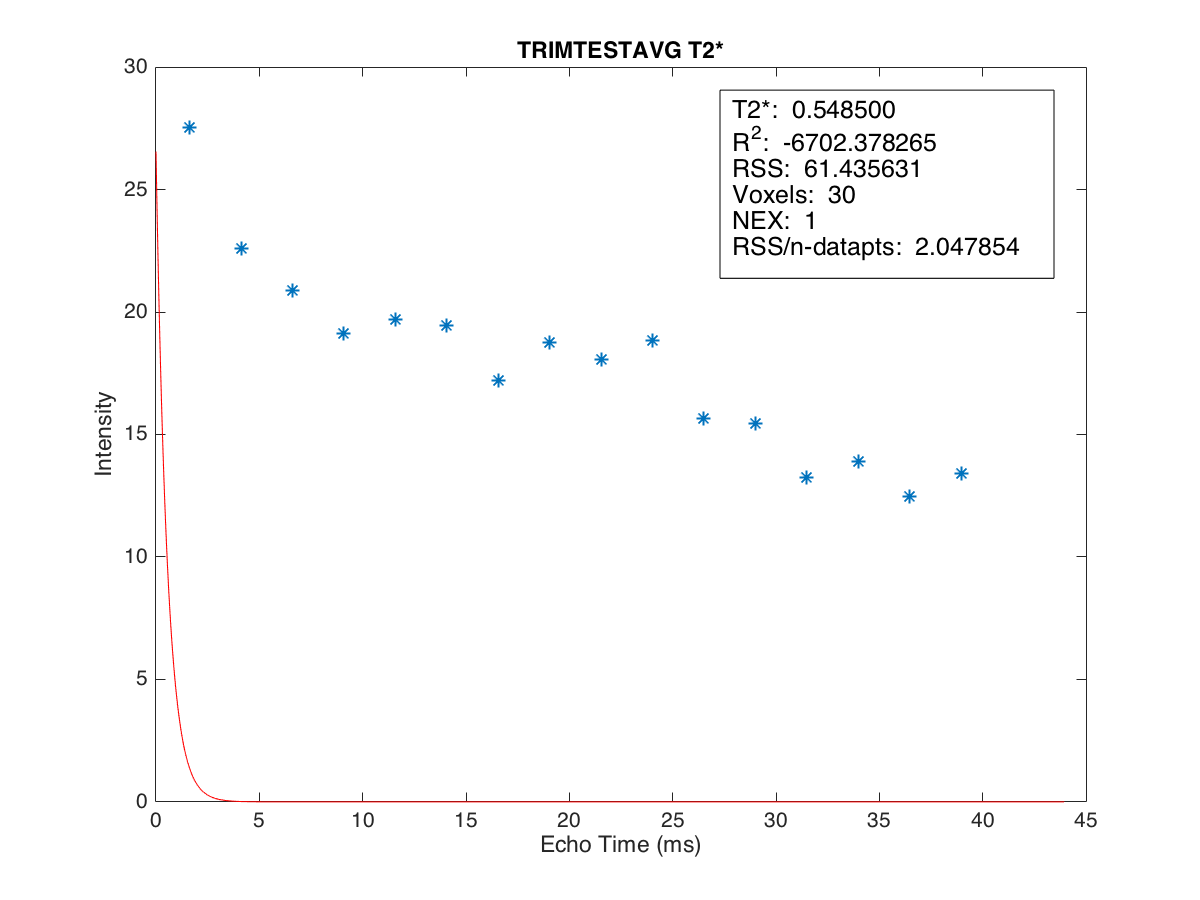 TRIMTESTAVG T2*
30
25
20
15
10
5
0
Intensity
T2*: 0.548500
R²: -6702.378265
RSS: 61.435631
Voxels: 30
NEX: 1
RSS/n-datapts: 2.047854
0 5 10 15 20 25 30 35 40 45
Echo Time (ms)